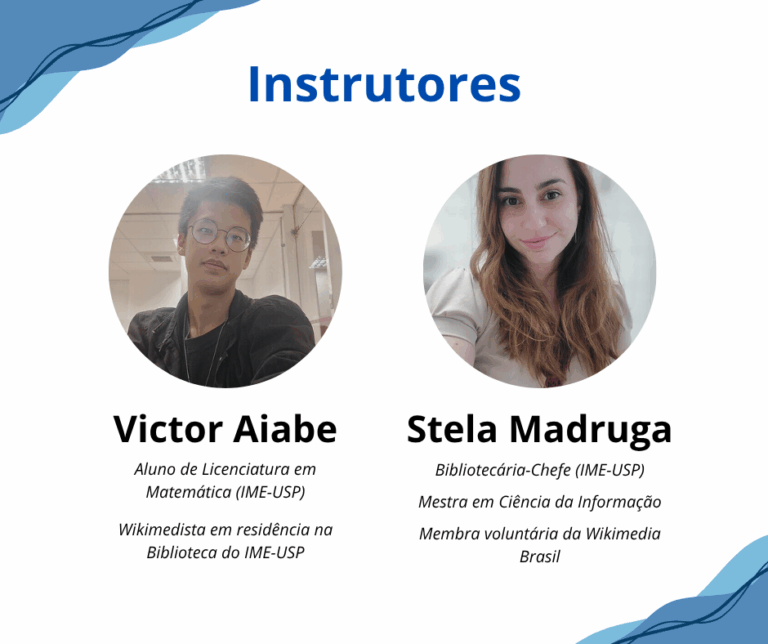 Instrutores
Victor Aiabe
Aluno de Licenciatura em
Matemática (IME-USP)
Wikimedista em residência na
Biblioteca do IME-USP
Stela Madruga
Bibliotecária-Chefe (IME-USP)
Mestra em Ciência da Informação
Membra voluntária da Wikimedia
Brasil